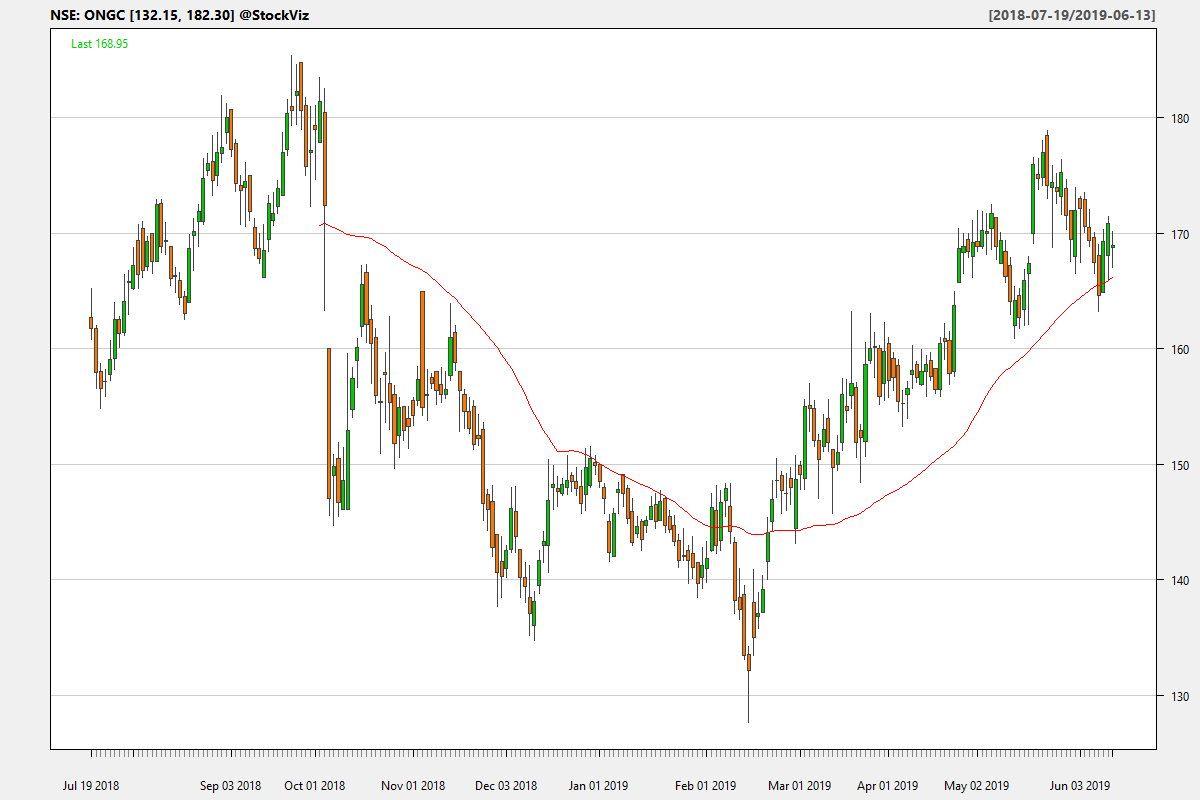 NSE: ONGC [132.15, 182.30] @StockViz
[2018-07-19/2019-06-13]
Last 168.95
180
170
160
150
140
130
Jul 19 2018
Sep 03 2018
Oct 01 2018
Nov 01 2018
Dec 03 2018
Jan 01 2019
Feb 01 2019
Mar 01 2019
Apr 01 2019
May 02 2019
Jun 03 2019